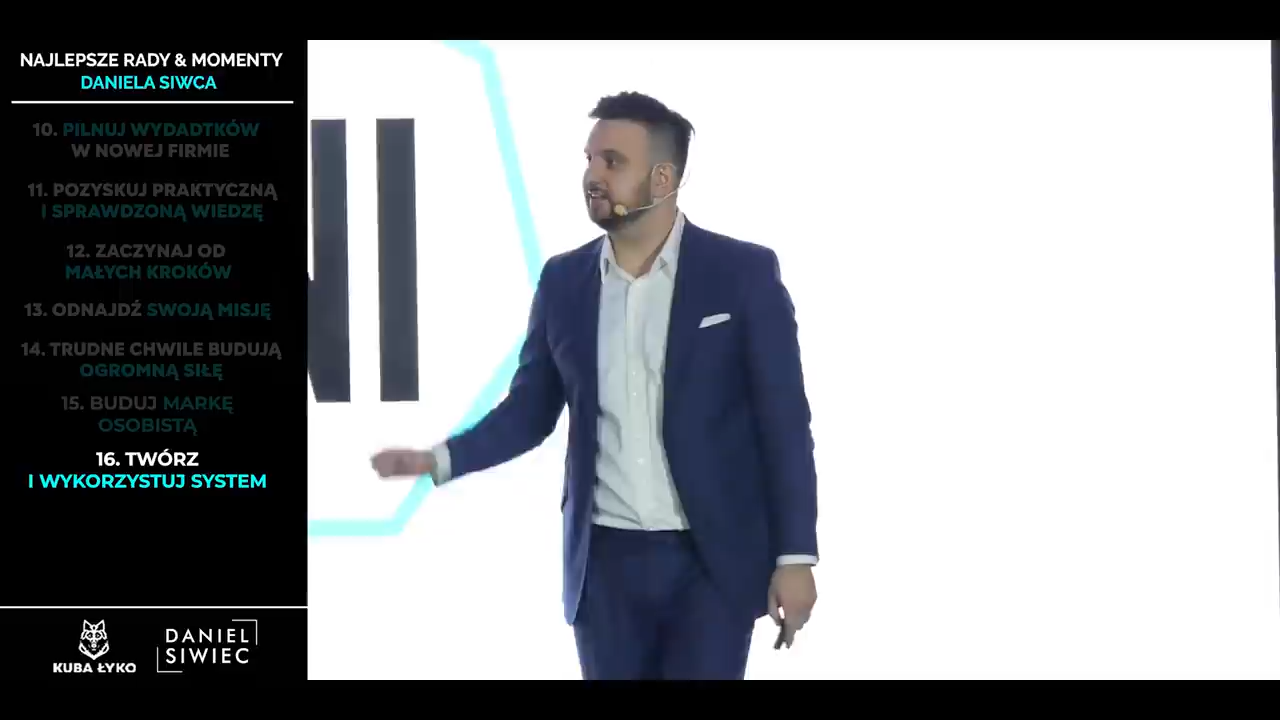 NAJLEPSZE RADY & MOMENTY
DANIELA SIWCA
10. PILNUJ WYDADTKÓW
W NOWEJ FIRMIE
11. POZYSKUJ PRAKTYCZNĄ
I SPRAWDZONĄ WIEDZĘ
12. ZACZYNAJ OD
MAŁYCH KROKÓW
13. ODNAJDŹ SWOJĄ MISJĘ
14. TRUDNE CHWILE BUDUJĄ
OGROMNĄ SIŁĘ
15. BUDUJ MARKĘ
OSOBISTĄ
16. TWÓRZ
I WYKORZYSTUJ SYSTEM
KUBA ŁYKO
DANIEL
SIWIEC
NI